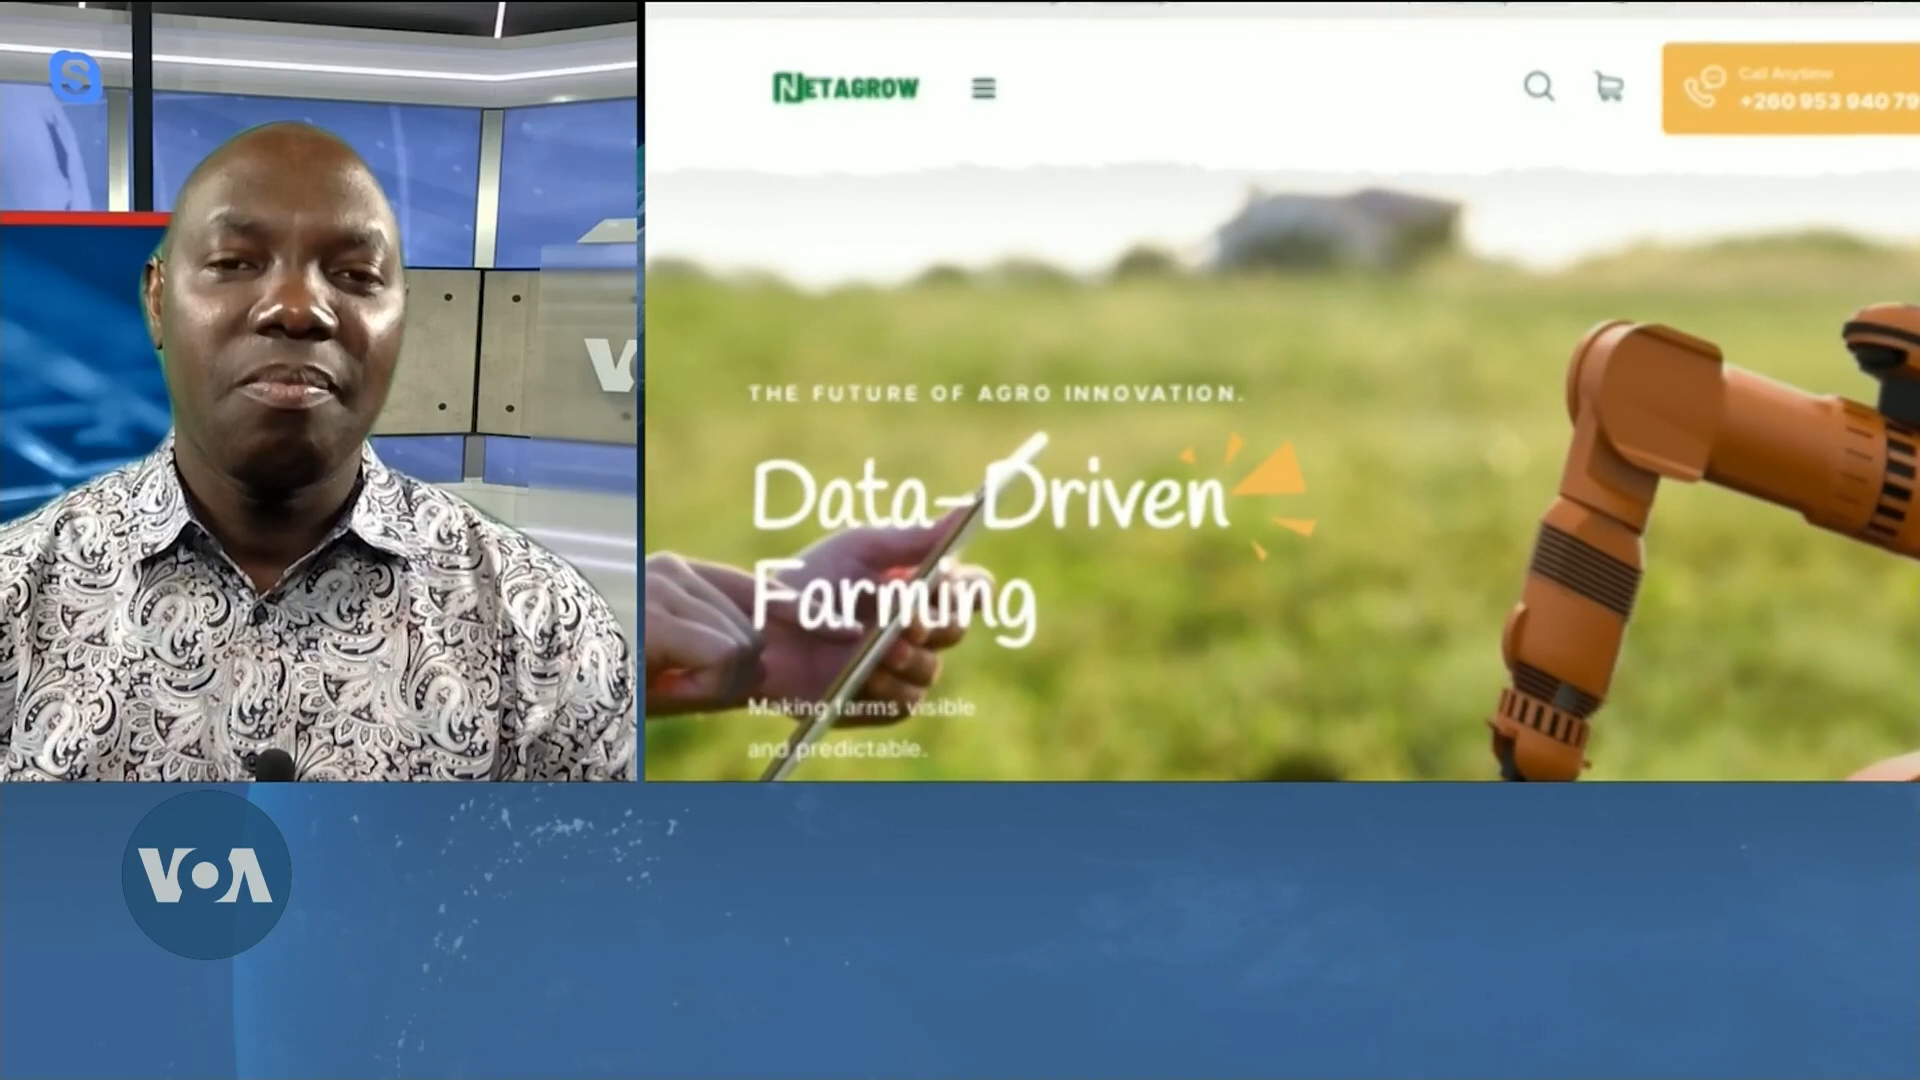 S
NETAGROW
Call Anytime
+260 953 940 79
THE FUTURE OF AGRO INNOVATION.
Data-Driven
Farming
Making farms visible
and predictable.
VO
VOA